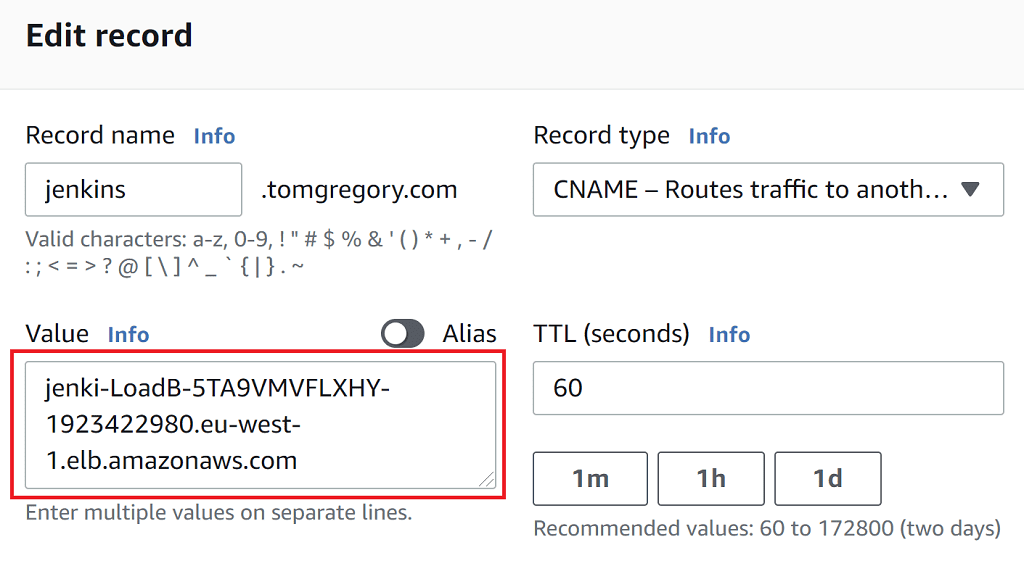 Edit record
Record name Info
jenkins .tomgregory.com
Valid characters: a-z, 0-9, ! " # $ % & ' ( ) * + , - /
: ; < = > ? @ [ \ ] ^ _ ` { | } . ~
Record type Info
CNAME – Routes traffic to anoth...
Value Info Alias
jenki-LoadB-5TA9VMVFLXHY-
1923422980.eu-west-
1.elb.amazonaws.com
Enter multiple values on separate lines.
TTL (seconds) Info
60
1m 1h 1d
Recommended values: 60 to 172800 (two days)